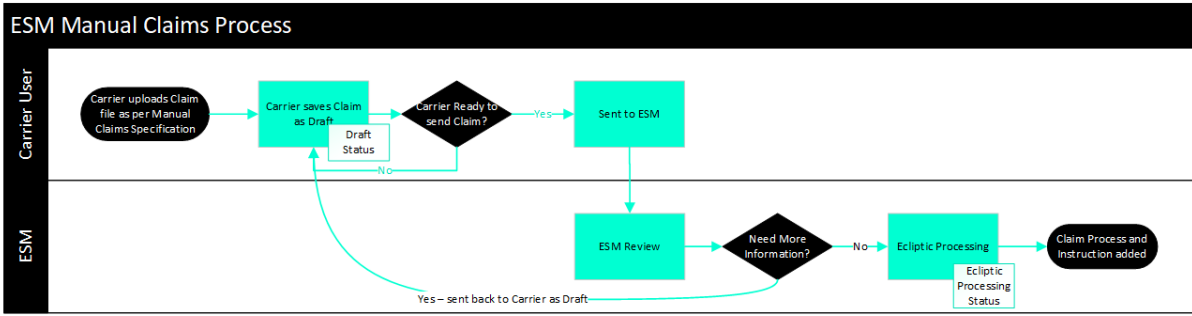 ESM Manual Claims Process
Carrier User
Carrier uploads Claim
file as per Manual
Claims Specification
Carrier saves Claim
as Draft
Draft
Status
Carrier Ready to
send Claim?
Yes
Sent to ESM
No
ESM
ESM Review
Need More
Information?
No
Ecliptic Processing
Ecliptic
Processing
Status
Claim Process and
Instruction added
Yes – sent back to Carrier as Draft